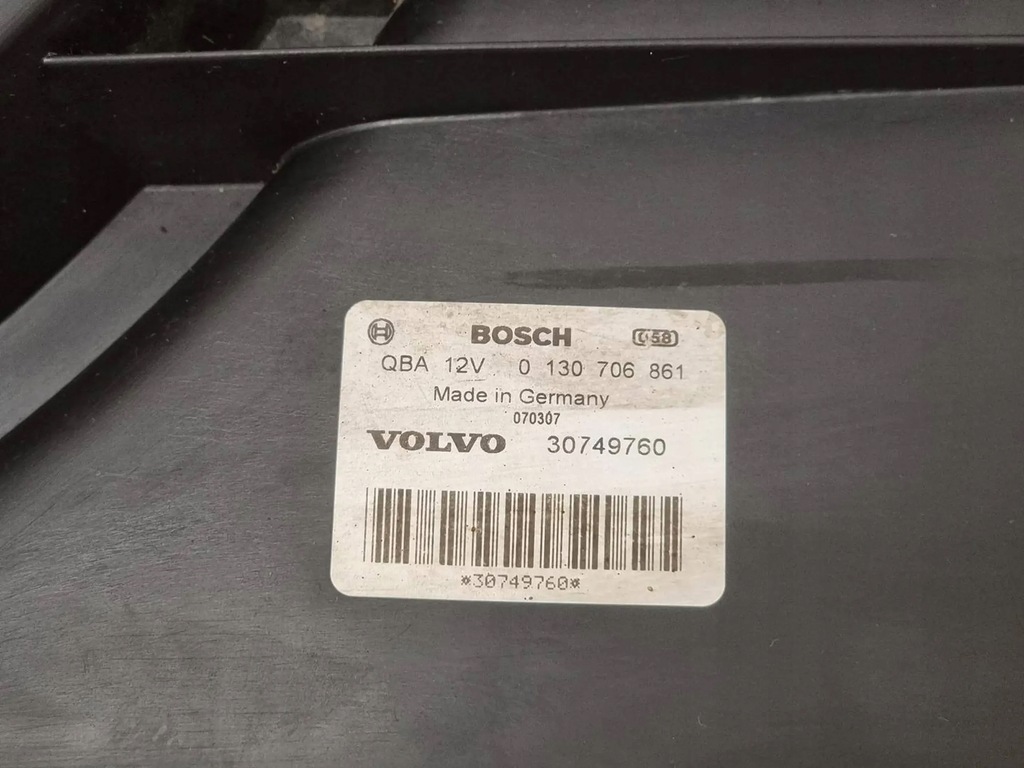 BOSCH
QBA 12V 0 130 706 861
Made in Germany
070307
VOLVO 30749760
*30749760*